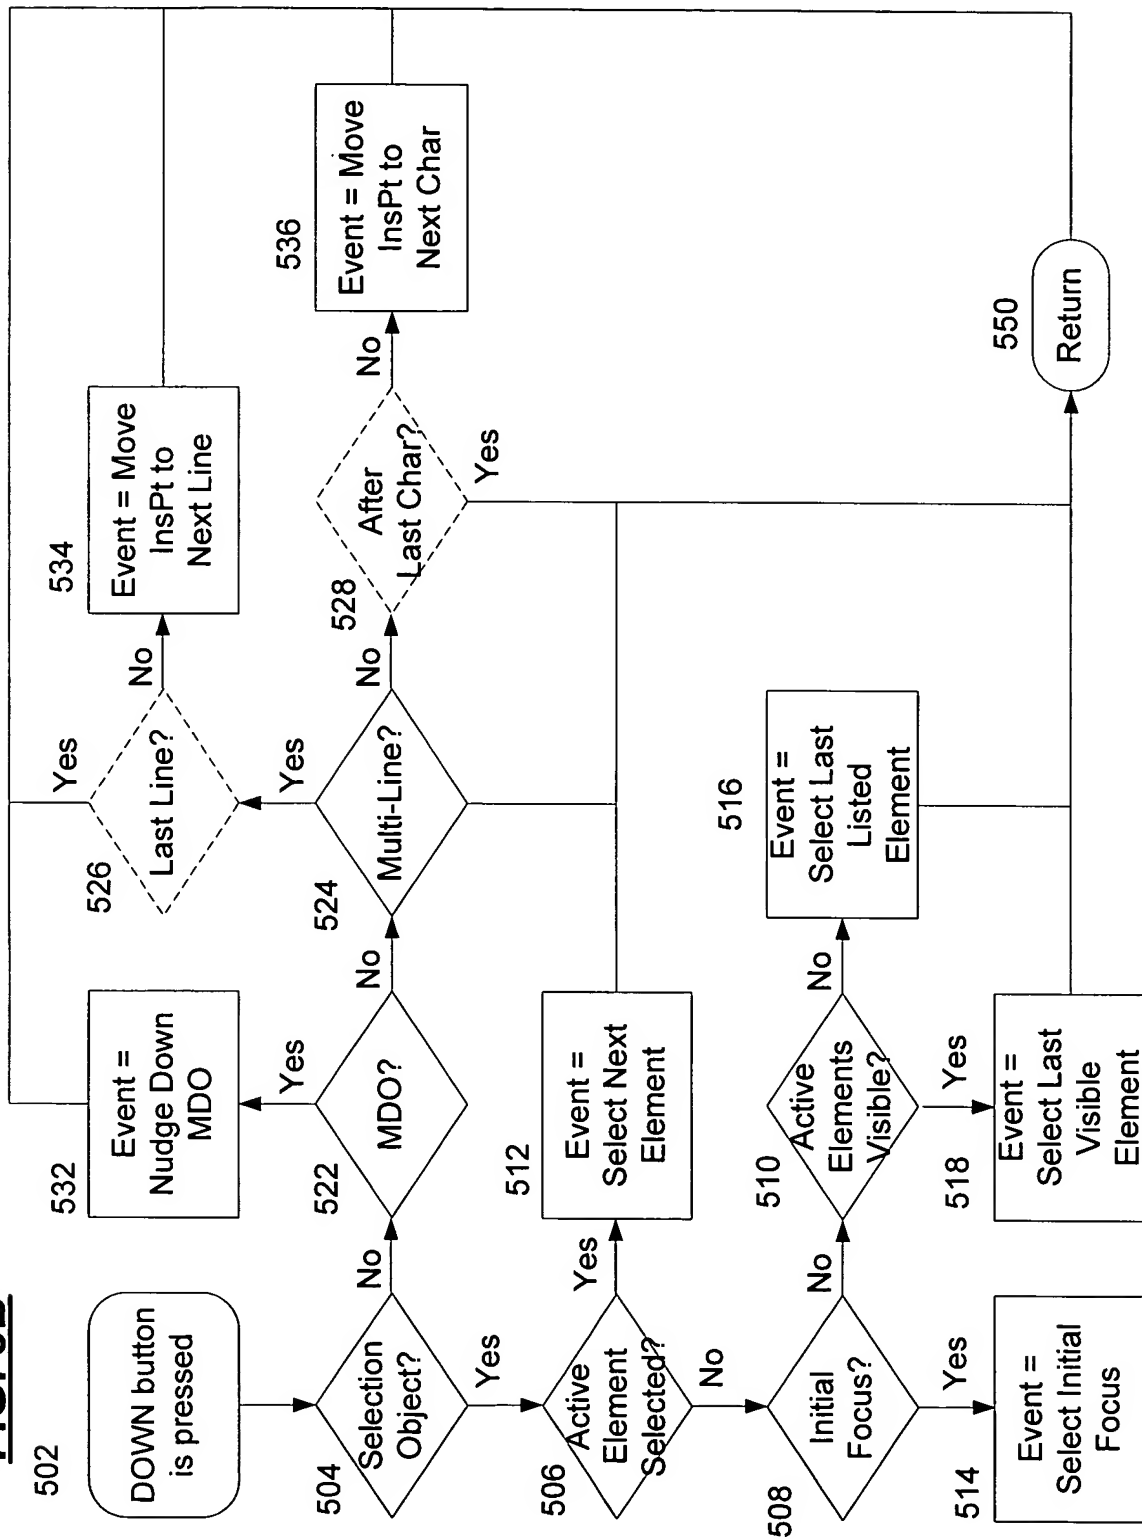 502
DOWN button
is pressed
504
Selection
Object?
No
Yes
522
MDO?
Yes
No
532
Event =
Nudge Down
MDO
524
Multi-Line?
Yes
No
526
Last Line?
Yes
No
534
Event = Move
InsPt to
Next Line
528
After
Last Char?
No
Yes
536
Event = Move
InsPt to
Next Char
506
Active
Element
Selected?
Yes
No
512
Event =
Select Next
Element
508
Initial
Focus?
No
Yes
510
Active
Elements
Visible?
No
Yes
516
Event =
Select Last
Listed
Element
514
Event =
Select Initial
Focus
518
Event =
Select Last
Visible
Element
550
Return